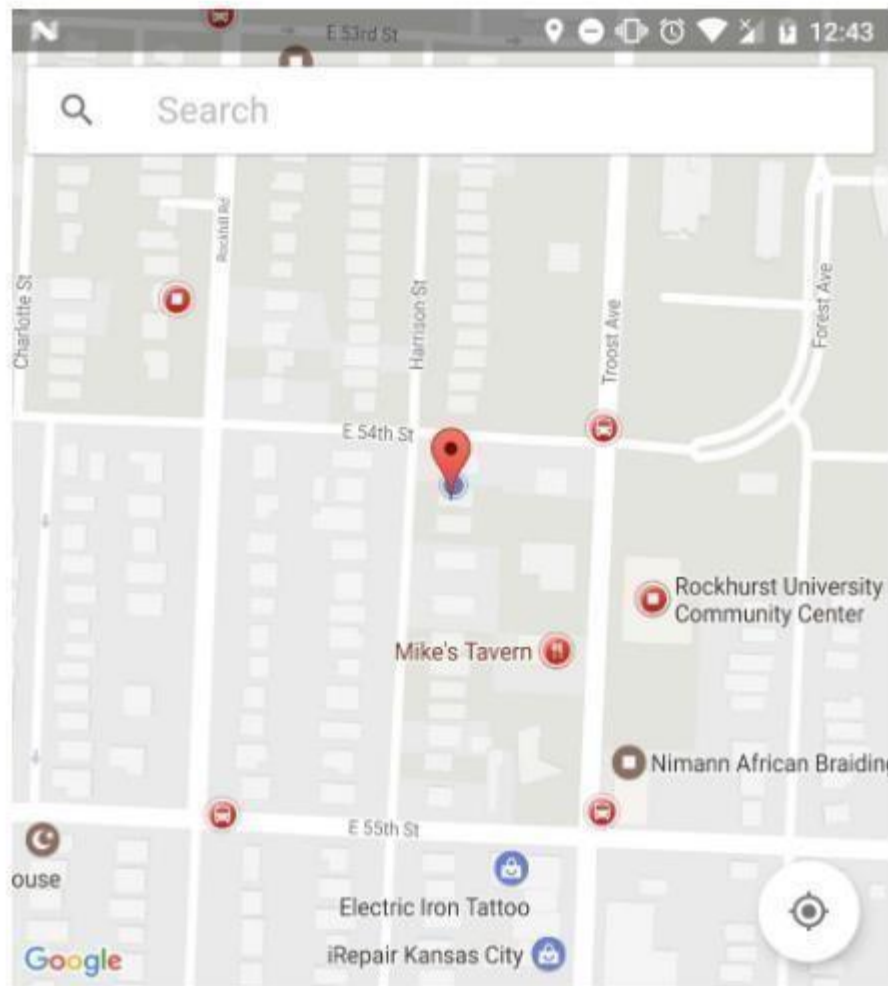 N
E 53rd St
12:43
Search
Rockhill Rd
Charlotte St
Harrison St
Troost Ave
Forest Ave
E 54th St
Rockhurst University
Community Center
Mike's Tavern
Nimann African Braiding
E 55th St
ouse
Electric Iron Tattoo
iRepair Kansas City
Google